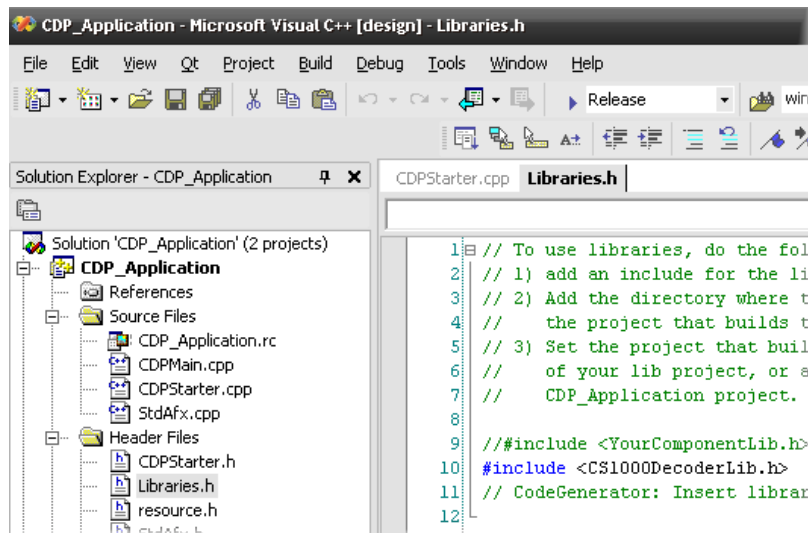 CDP_Application - Microsoft Visual C++ [design] - Libraries.h
File Edit View Qt Project Build Debug Tools Window Help
Release win
Solution Explorer - CDP_Application
CDPStarter.cpp Libraries.h
Solution 'CDP_Application' (2 projects)
CDP_Application
References
Source Files
CDP_Application.rc
CDPMain.cpp
CDPStarter.cpp
StdAfx.cpp
Header Files
CDPStarter.h
Libraries.h
resource.h
StdAfx.h
1 // To use libraries, do the fol
2 // 1) add an include for the li
3 // 2) Add the directory where t
4 // the project that builds t
5 // 3) Set the project that buil
6 // of your lib project, or a
7 // CDP_Application project.
8
9 //#include <YourComponentLib.h>
10 #include <CS1000DecoderLib.h>
11 // CodeGenerator: Insert librar
12